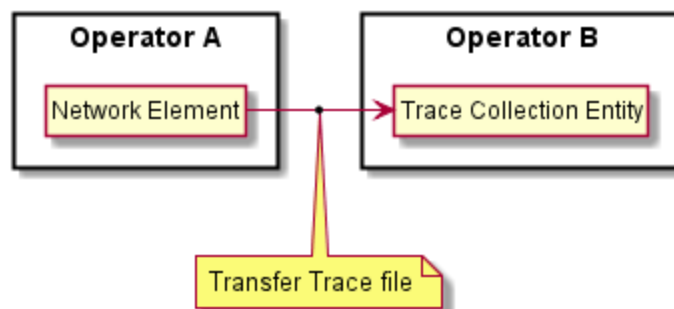 Operator A
Operator B
Network Element
Trace Collection Entity
Transfer Trace file